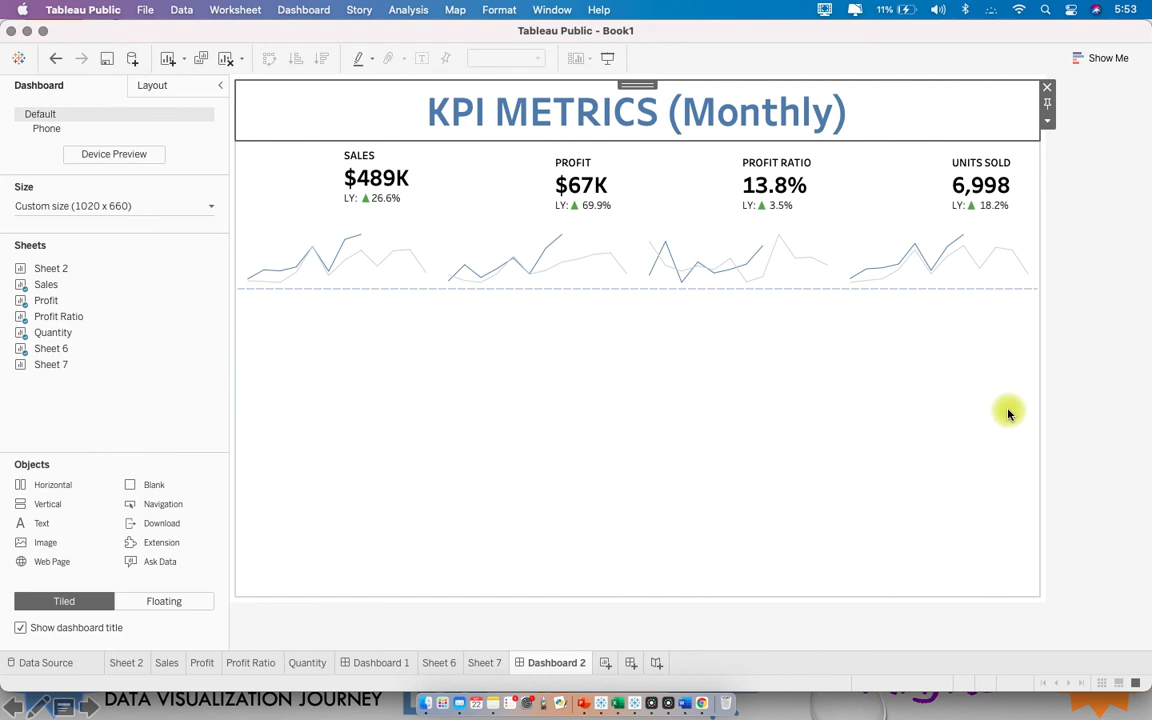 Tableau Public File Data Worksheet Dashboard Story Analysis Map Format Window Help 11% 5:53
Tableau Public - Book1
Show Me
Dashboard Layout
Default
Phone
Device Preview
Size
Custom size (1020 x 660)
Sheets
Sheet 2
Sales
Profit
Profit Ratio
Quantity
Sheet 6
Sheet 7
Objects
Horizontal Blank
Vertical Navigation
Text Download
Image Extension
Web Page Ask Data
Tiled Floating
Show dashboard title
KPI METRICS (Monthly)
SALES
$489K
LY: ▲ 26.6%
PROFIT
$67K
LY: ▲ 69.9%
PROFIT RATIO
13.8%
LY: ▲ 3.5%
UNITS SOLD
6,998
LY: ▲ 18.2%
Data Source Sheet 2 Sales Profit Profit Ratio Quantity Dashboard 1 Sheet 6 Sheet 7 Dashboard 2
DATA VISUALIZATION JOURNEY